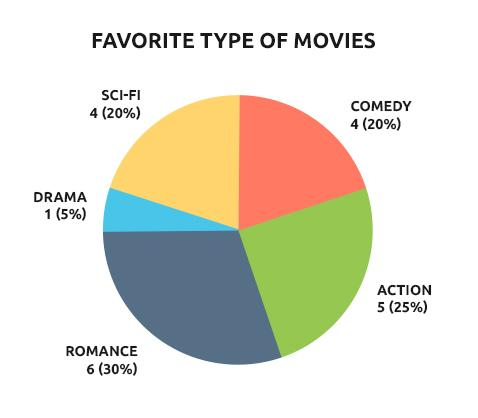 FAVORITE TYPE OF MOVIES
SCI-FI
4 (20%)
COMEDY
4 (20%)
DRAMA
1 (5%)
ACTION
5 (25%)
ROMANCE
6 (30%)